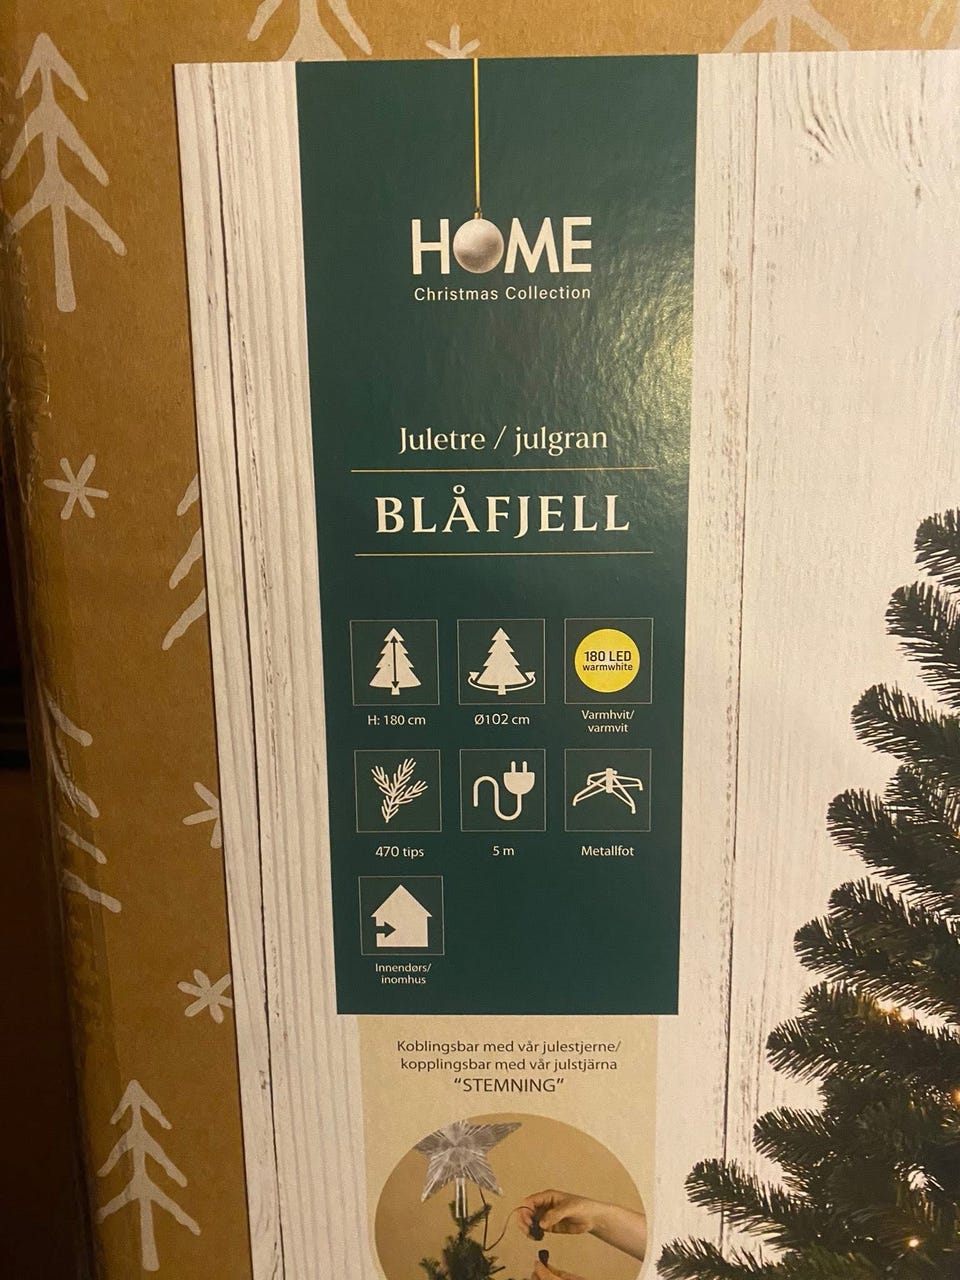 HOME
Christmas Collection
Juletre / julgran
BLÅFJELL
H: 180 cm
Ø102 cm
180 LED
warmwhite
Varmhvit/
varmvit
470 tips
5 m
Metallfot
Innendørs/
inomhus
Koblingsbar med vår julestjerne/
kopplingsbar med vår julstjärna
“STEMNING”